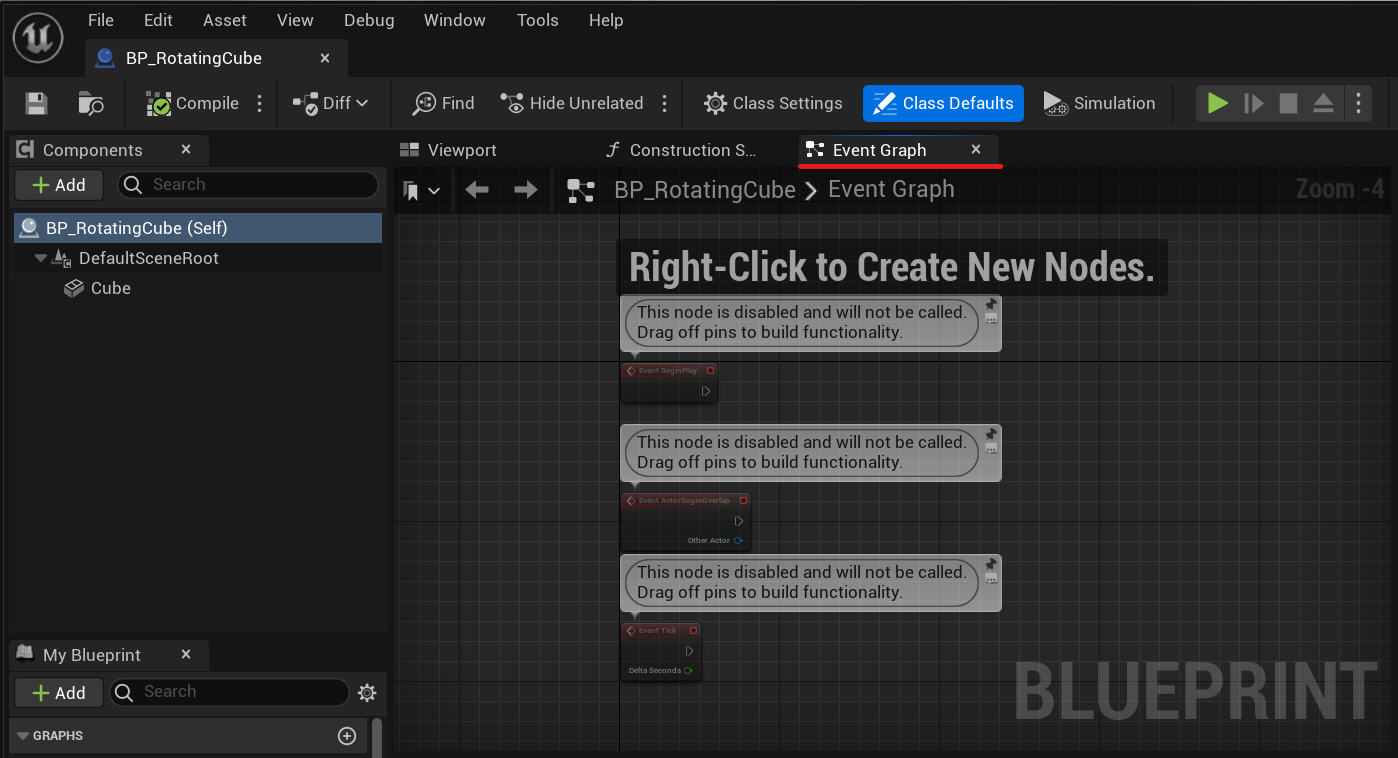 File Edit Asset View Debug Window Tools Help
BP_RotatingCube
Compile Diff Find Hide Unrelated Class Settings Class Defaults Simulation
Components
Add Search
BP_RotatingCube (Self)
DefaultSceneRoot
Cube
My Blueprint
Add Search
GRAPHS
Viewport Construction S... Event Graph
BP_RotatingCube Event Graph Zoom -4
Right-Click to Create New Nodes.
This node is disabled and will not be called.
Drag off pins to build functionality.
Event BeginPlay
This node is disabled and will not be called.
Drag off pins to build functionality.
Event ActorBeginOverlap
Other Actor
This node is disabled and will not be called.
Drag off pins to build functionality.
Event Tick
Delta Seconds
BLUEPRINT